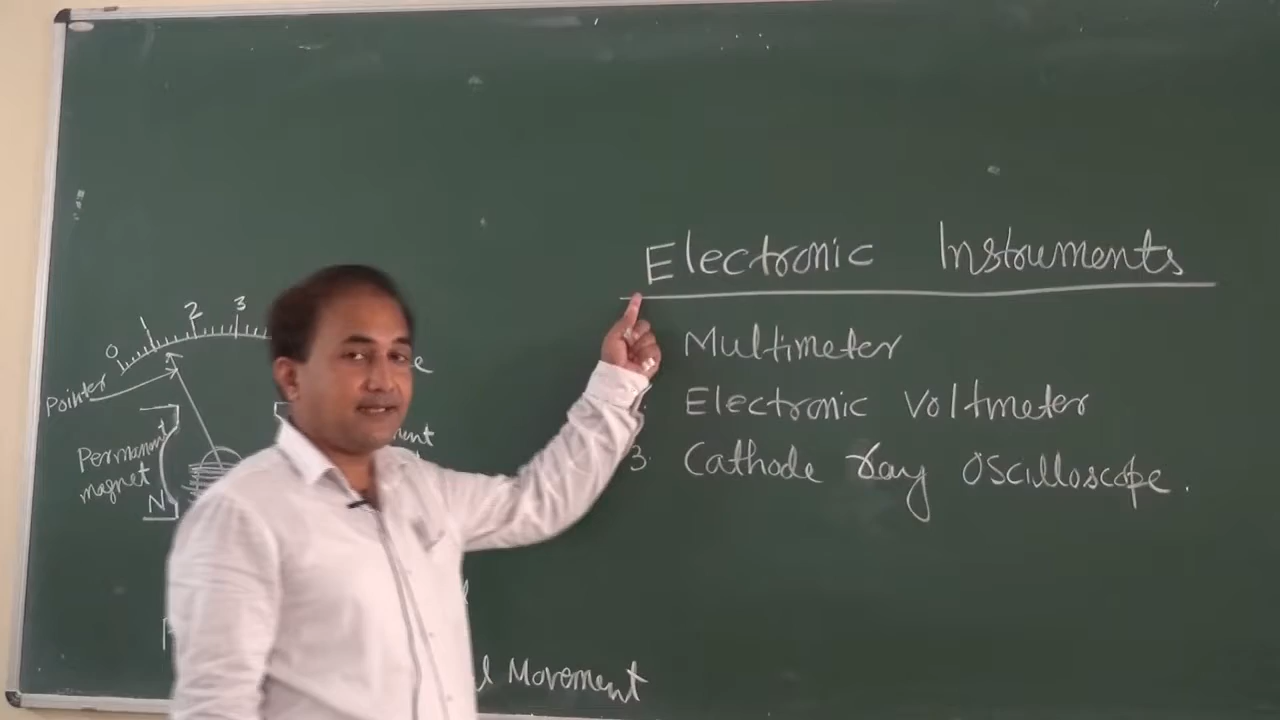 Electronic Instruments
Multimeter
Electronic Voltmeter
3. Cathode ray Oscilloscope.
0 1 2 3
Pointer
Permanent
magnet
N
Movement